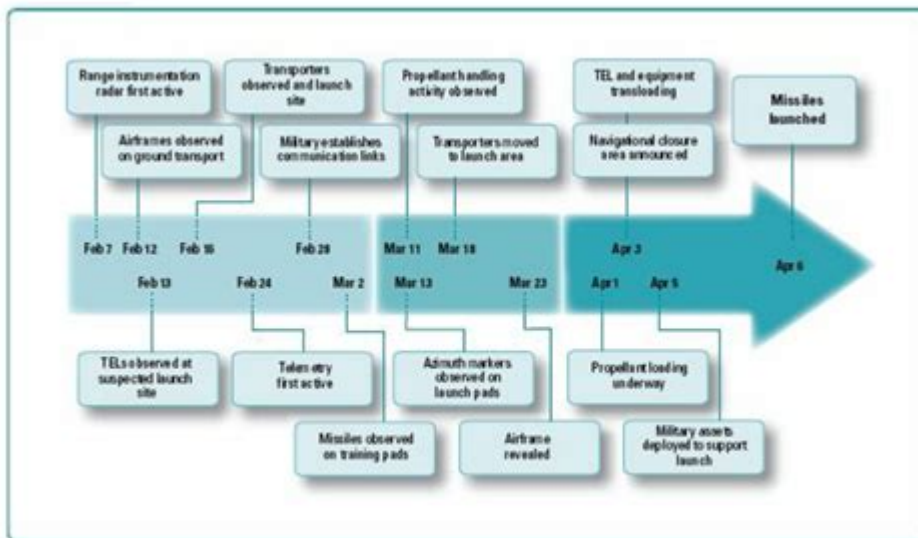 Range instrumentation
radar first active
Transporters
observed and launch
site
Propellant handling
activity observed
TEL and equipment
transloading
Missiles
launched
Airframes observed
on ground transport
Military establishes
communication links
Transporters moved
to launch area
Navigational closure
area announced
Feb 7
Feb 12
Feb 16
Feb 28
Mar 11
Mar 18
Apr 3
Apr 6
Feb 13
Feb 24
Mar 2
Mar 13
Mar 23
Apr 1
Apr 5
TELs observed at
suspected launch
site
Telemetry
first active
Azimuth markers
observed on
launch pads
Propellant loading
underway
Missiles observed
on training pads
Airframe
revealed
Military assets
deployed to support
launch